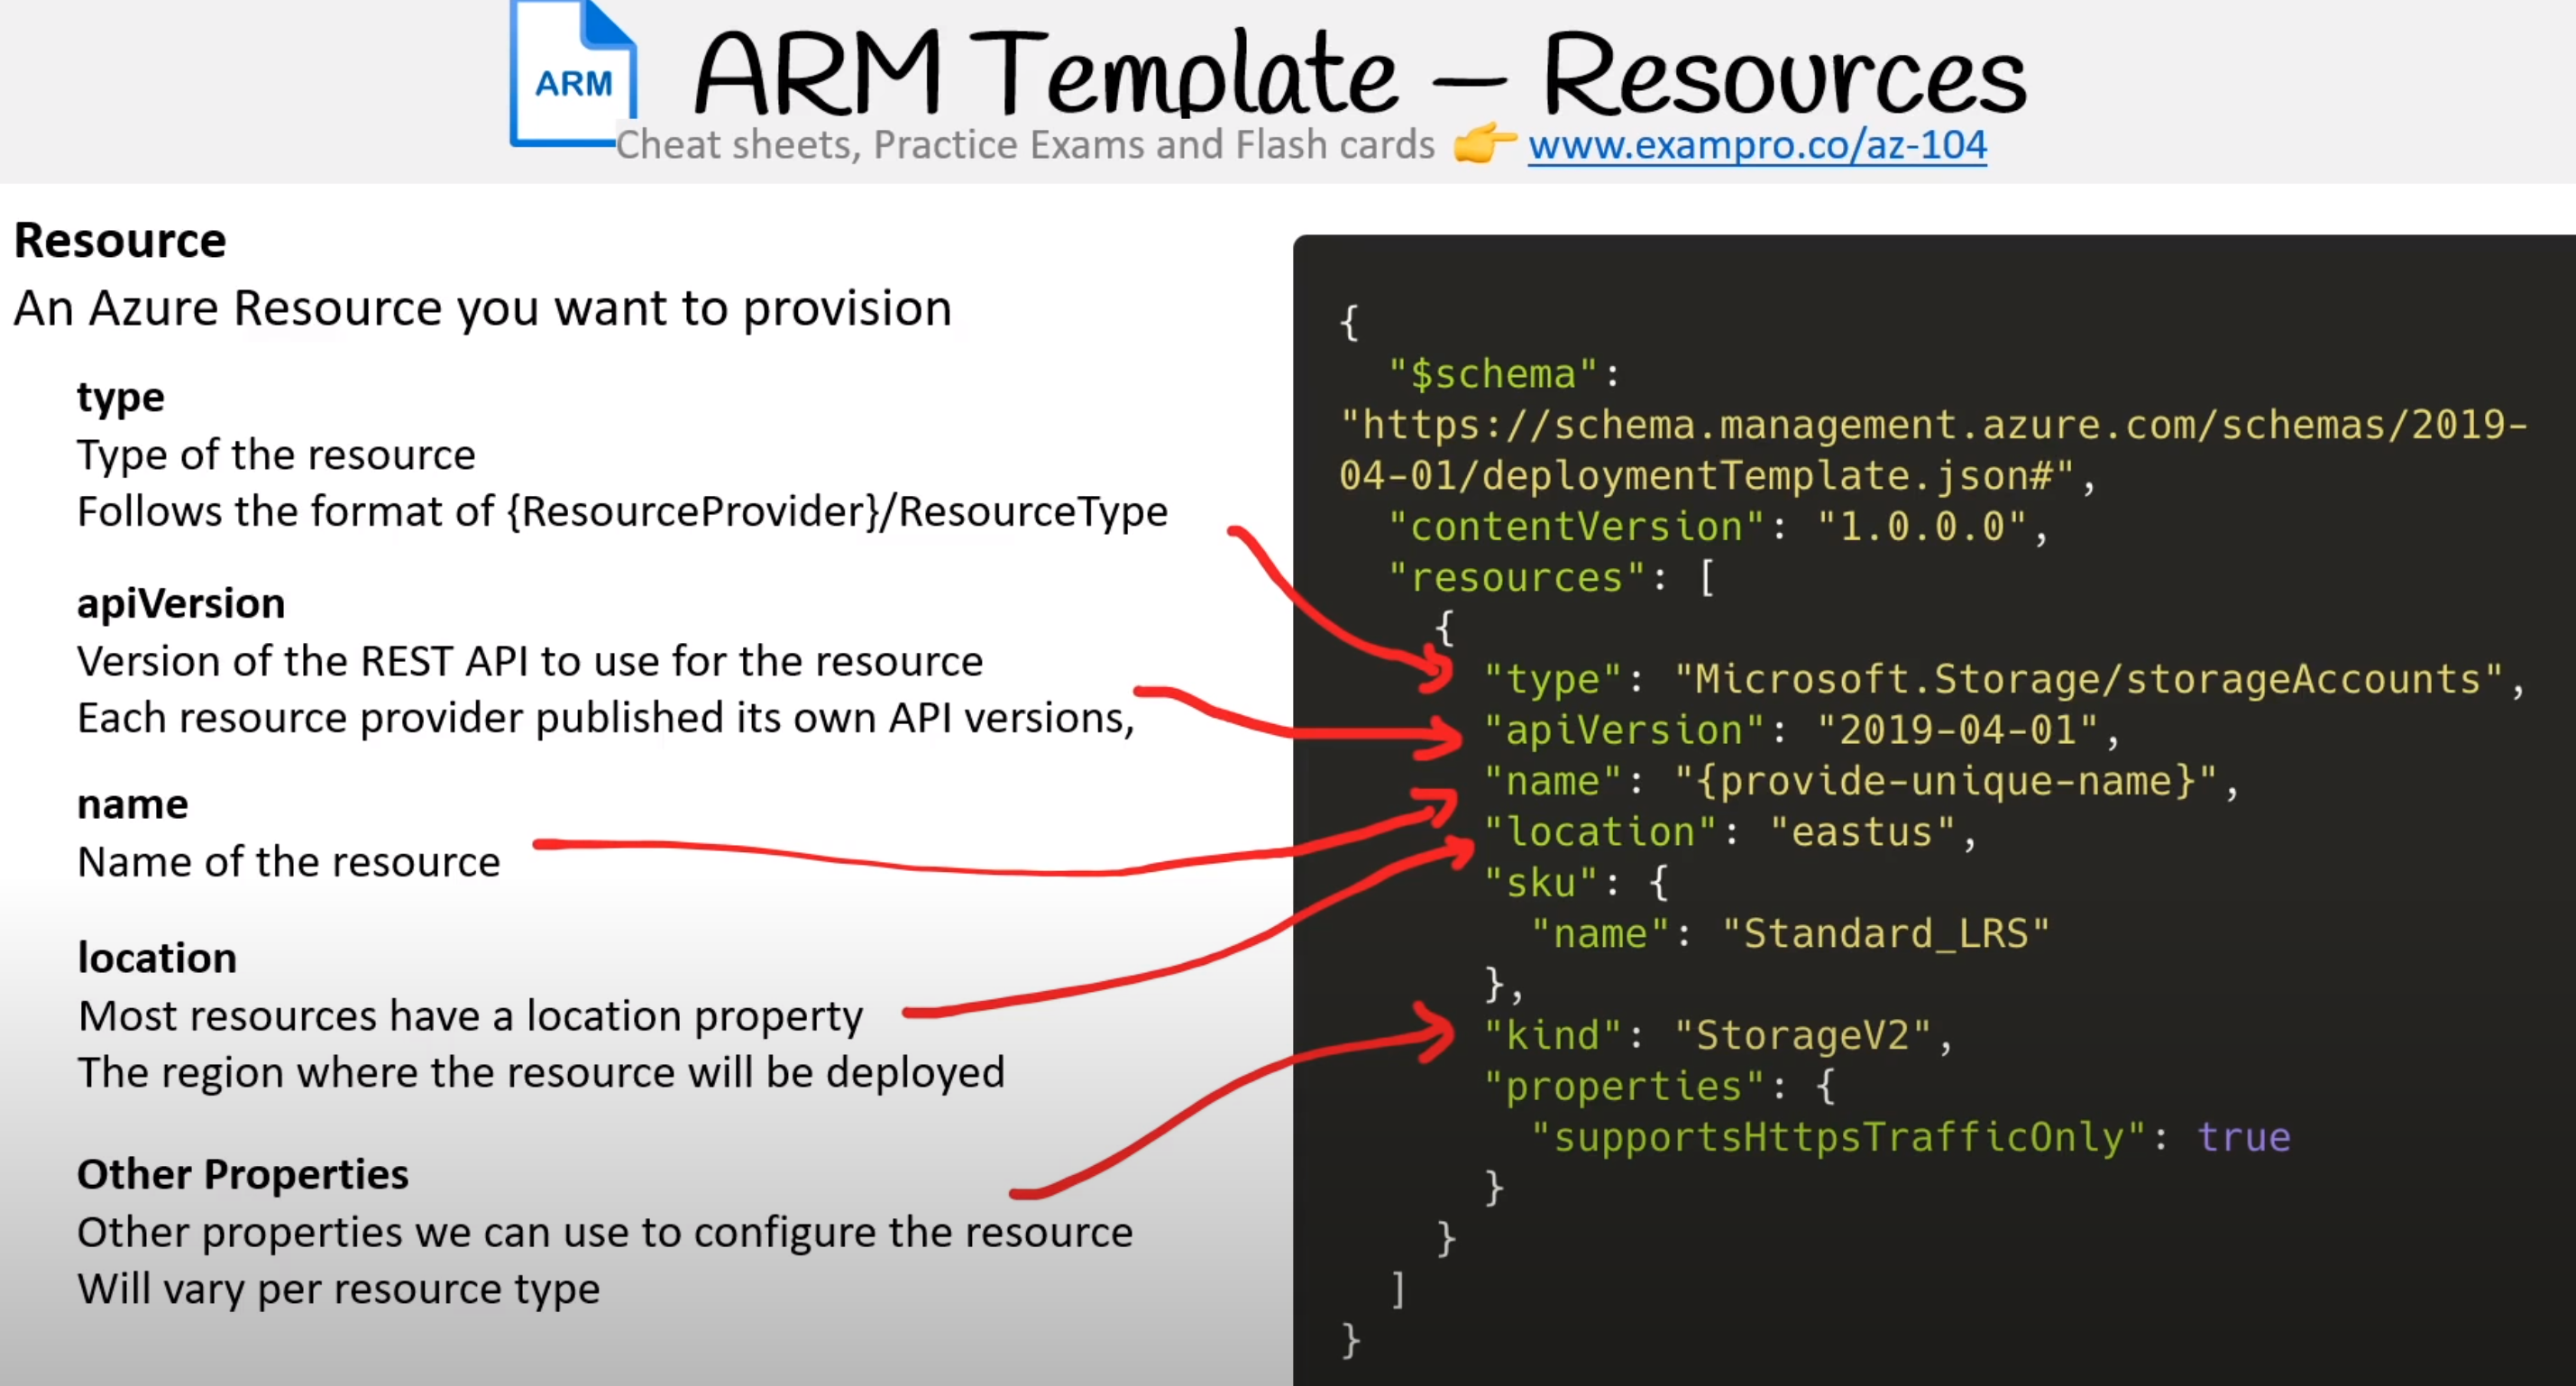 ARM
ARM Template – Resources
Cheat sheets, Practice Exams and Flash cards 👉 www.exampro.co/az-104
Resource
An Azure Resource you want to provision
type
Type of the resource
Follows the format of {ResourceProvider}/ResourceType
apiVersion
Version of the REST API to use for the resource
Each resource provider published its own API versions,
name
Name of the resource
location
Most resources have a location property
The region where the resource will be deployed
Other Properties
Other properties we can use to configure the resource
Will vary per resource type
{
  "$schema":
"https://schema.management.azure.com/schemas/2019-
04-01/deploymentTemplate.json#",
  "contentVersion": "1.0.0.0",
  "resources": [
    {
      "type": "Microsoft.Storage/storageAccounts",
      "apiVersion": "2019-04-01",
      "name": "{provide-unique-name}",
      "location": "eastus",
      "sku": {
        "name": "Standard_LRS"
      },
      "kind": "StorageV2",
      "properties": {
        "supportsHttpsTrafficOnly": true
      }
    }
  ]
}